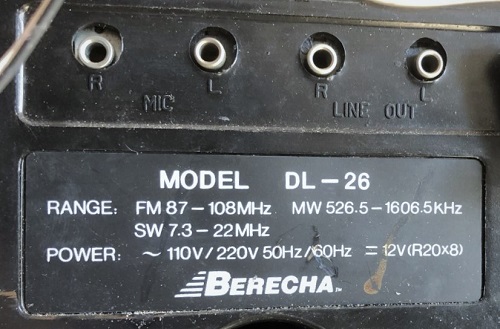 R L R L
MIC LINE OUT
MODEL DL-26
RANGE: FM 87-108MHz MW 526.5-1606.5KHz
SW 7.3-22MHz
POWER: ~ 110V/220V 50Hz/60Hz ⎓ 12V(R20x8)
BERECHA™